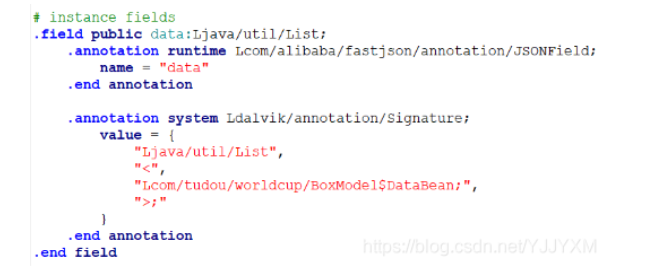 # instance fields
.field public data:Ljava/util/List;
    .annotation runtime Lcom/alibaba/fastjson/annotation/JSONField;
        name = "data"
    .end annotation

    .annotation system Ldalvik/annotation/Signature;
        value = {
            "Ljava/util/List",
            "<",
            "Lcom/tudou/worldcup/BoxModel$DataBean;",
            ">;"
        }
    .end annotation
.end field
https://blog.csdn.net/YJJYXM